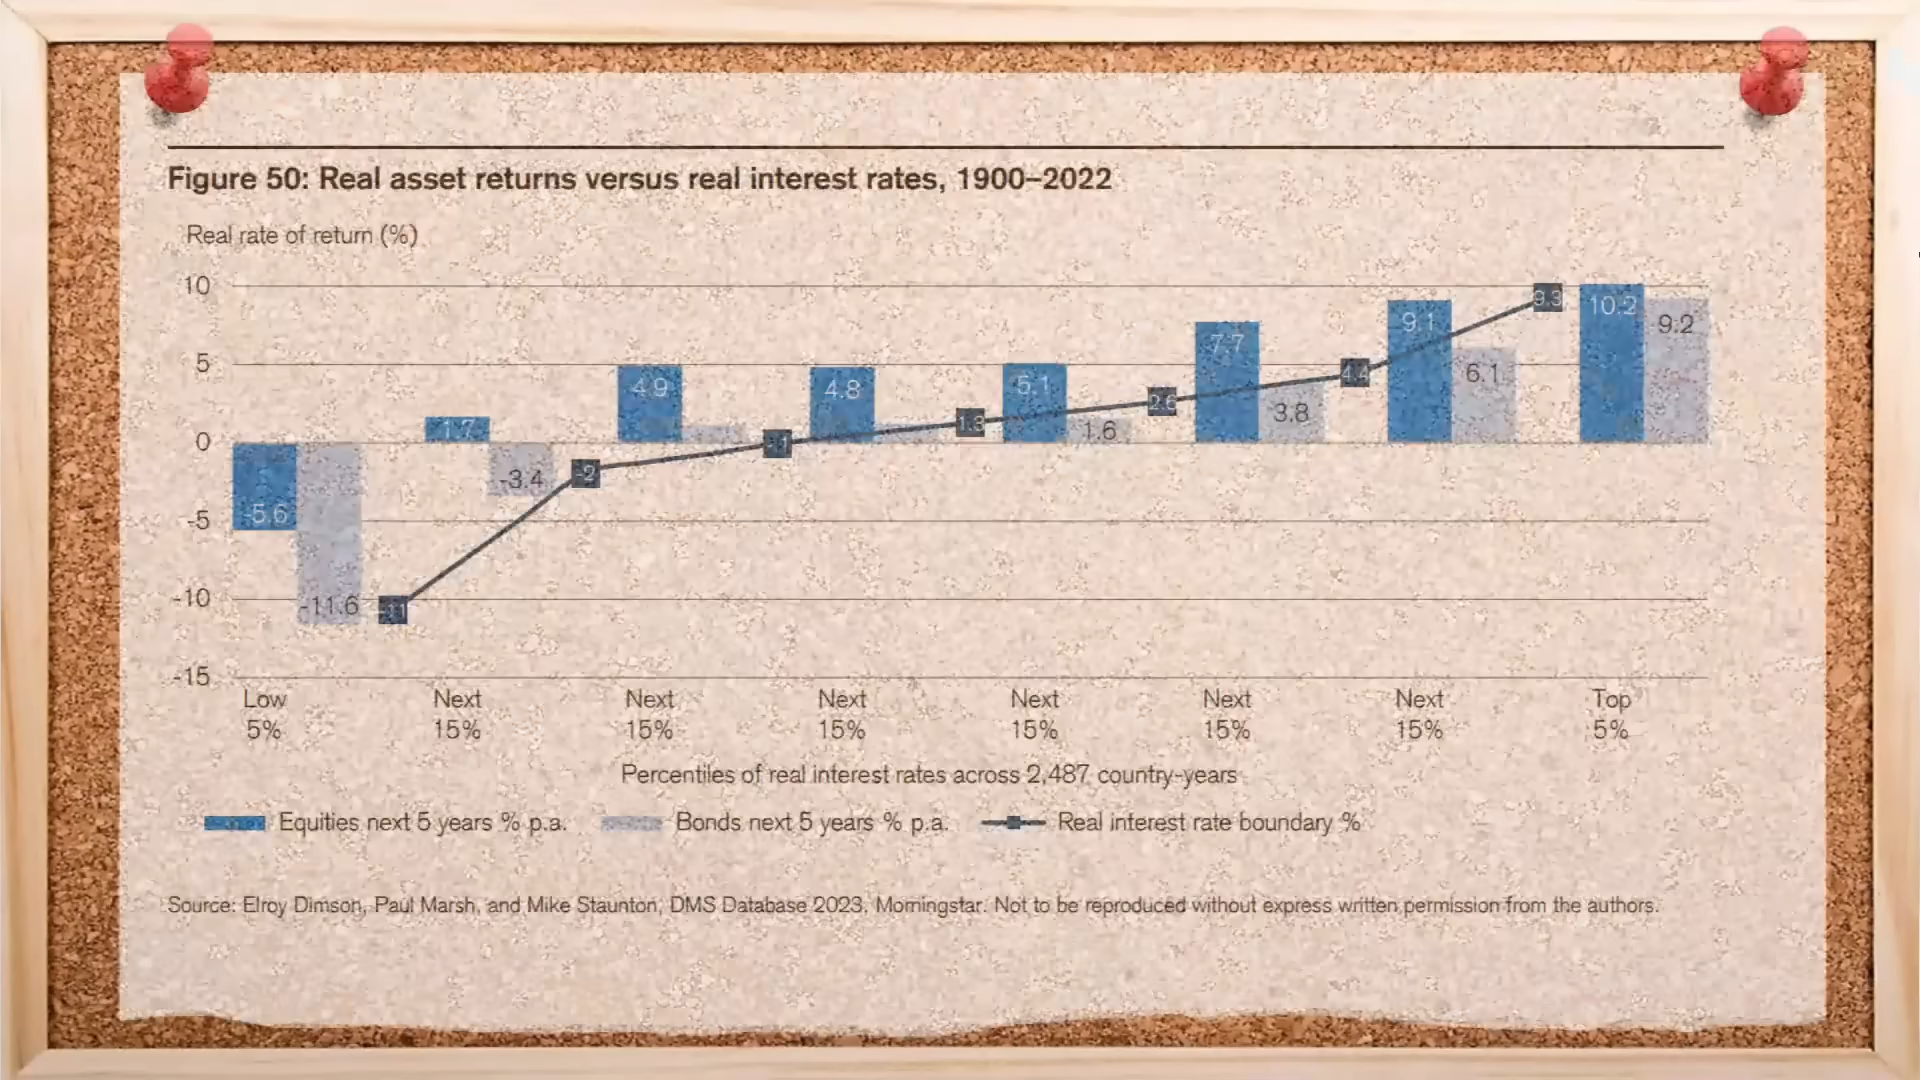 Figure 50: Real asset returns versus real interest rates, 1900–2022
Real rate of return (%)
10
5
0
-5
-10
-15
-5.6
-11.6
1.7
-3.4
4.9
4.8
5.1
1.6
7.7
3.8
9.1
6.1
10.2
9.2
-11
-2
1.3
2.6
4.4
9.3
Low 5%
Next 15%
Next 15%
Next 15%
Next 15%
Next 15%
Next 15%
Top 5%
Percentiles of real interest rates across 2,487 country-years
Equities next 5 years % p.a.
Bonds next 5 years % p.a.
Real interest rate boundary %
Source: Elroy Dimson, Paul Marsh, and Mike Staunton, DMS Database 2023, Morningstar. Not to be reproduced without express written permission from the authors.